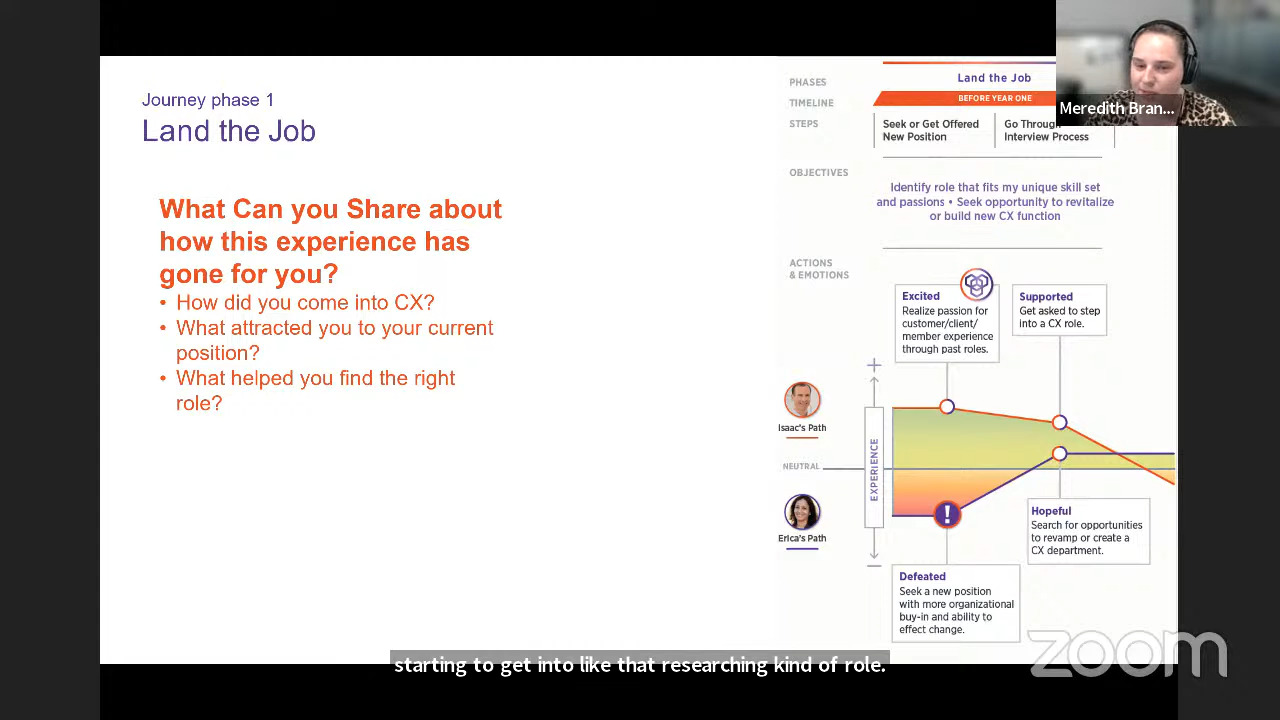 Journey phase 1
Land the Job
What Can you Share about
how this experience has
gone for you?
• How did you come into CX?
• What attracted you to your current
position?
• What helped you find the right
role?
PHASES
Land the Job
TIMELINE
BEFORE YEAR ONE
STEPS
Seek or Get Offered
New Position
Go Through
Interview Process
OBJECTIVES
Identify role that fits my unique skill set
and passions • Seek opportunity to revitalize
or build new CX function
ACTIONS
& EMOTIONS
Excited
Realize passion for
customer/client/
member experience
through past roles.
Supported
Get asked to step
into a CX role.
+
Isaac's Path
EXPERIENCE
NEUTRAL
!
Erica's Path
Hopeful
Search for opportunities
to revamp or create a
CX department.
–
Defeated
Seek a new position
with more organizational
buy-in and ability to
effect change.
Meredith Bran...
starting to get into like that researching kind of role.
zoom